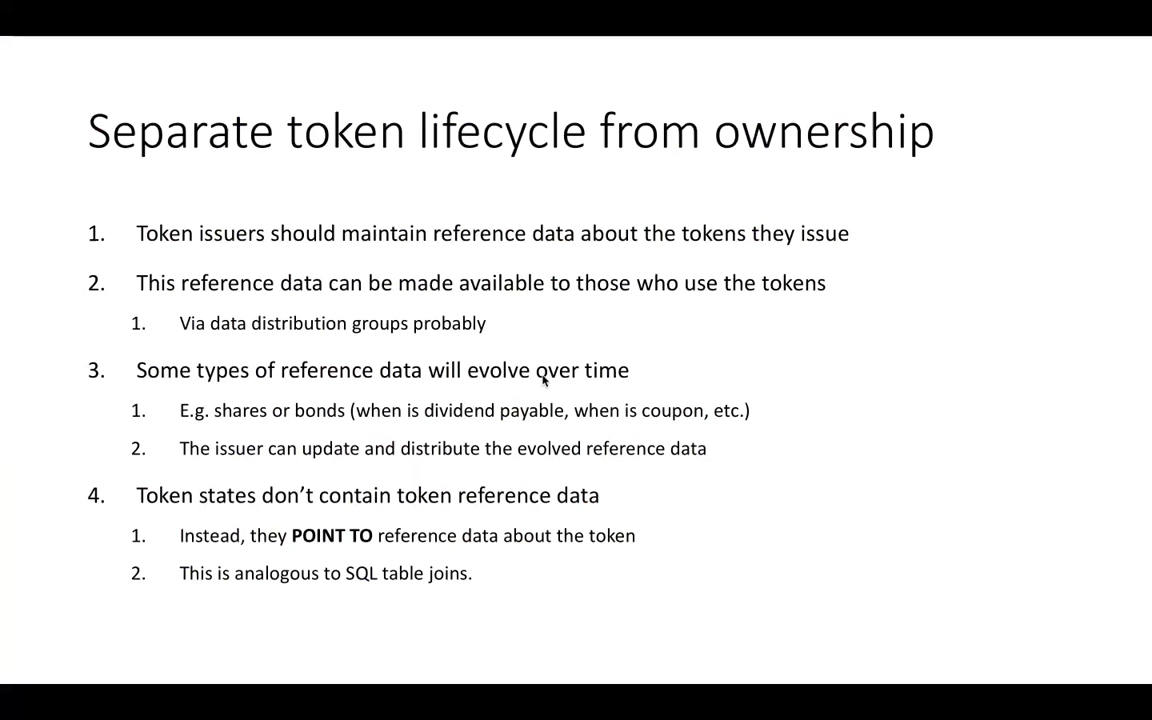 Separate token lifecycle from ownership
1. Token issuers should maintain reference data about the tokens they issue
2. This reference data can be made available to those who use the tokens
1. Via data distribution groups probably
3. Some types of reference data will evolve over time
1. E.g. shares or bonds (when is dividend payable, when is coupon, etc.)
2. The issuer can update and distribute the evolved reference data
4. Token states don’t contain token reference data
1. Instead, they POINT TO reference data about the token
2. This is analogous to SQL table joins.